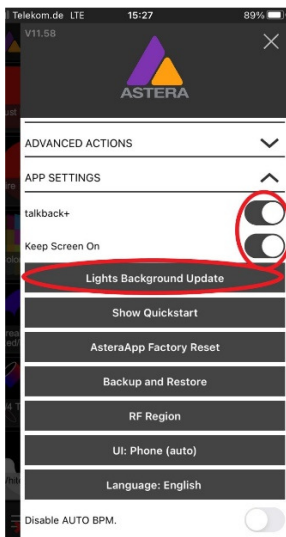 Telekom.de LTE 15:27 89%
V11.58
ASTERA
ADVANCED ACTIONS
APP SETTINGS
talkback+
Keep Screen On
Lights Background Update
Show Quickstart
AsteraApp Factory Reset
Backup and Restore
RF Region
UI: Phone (auto)
Language: English
Disable AUTO BPM.